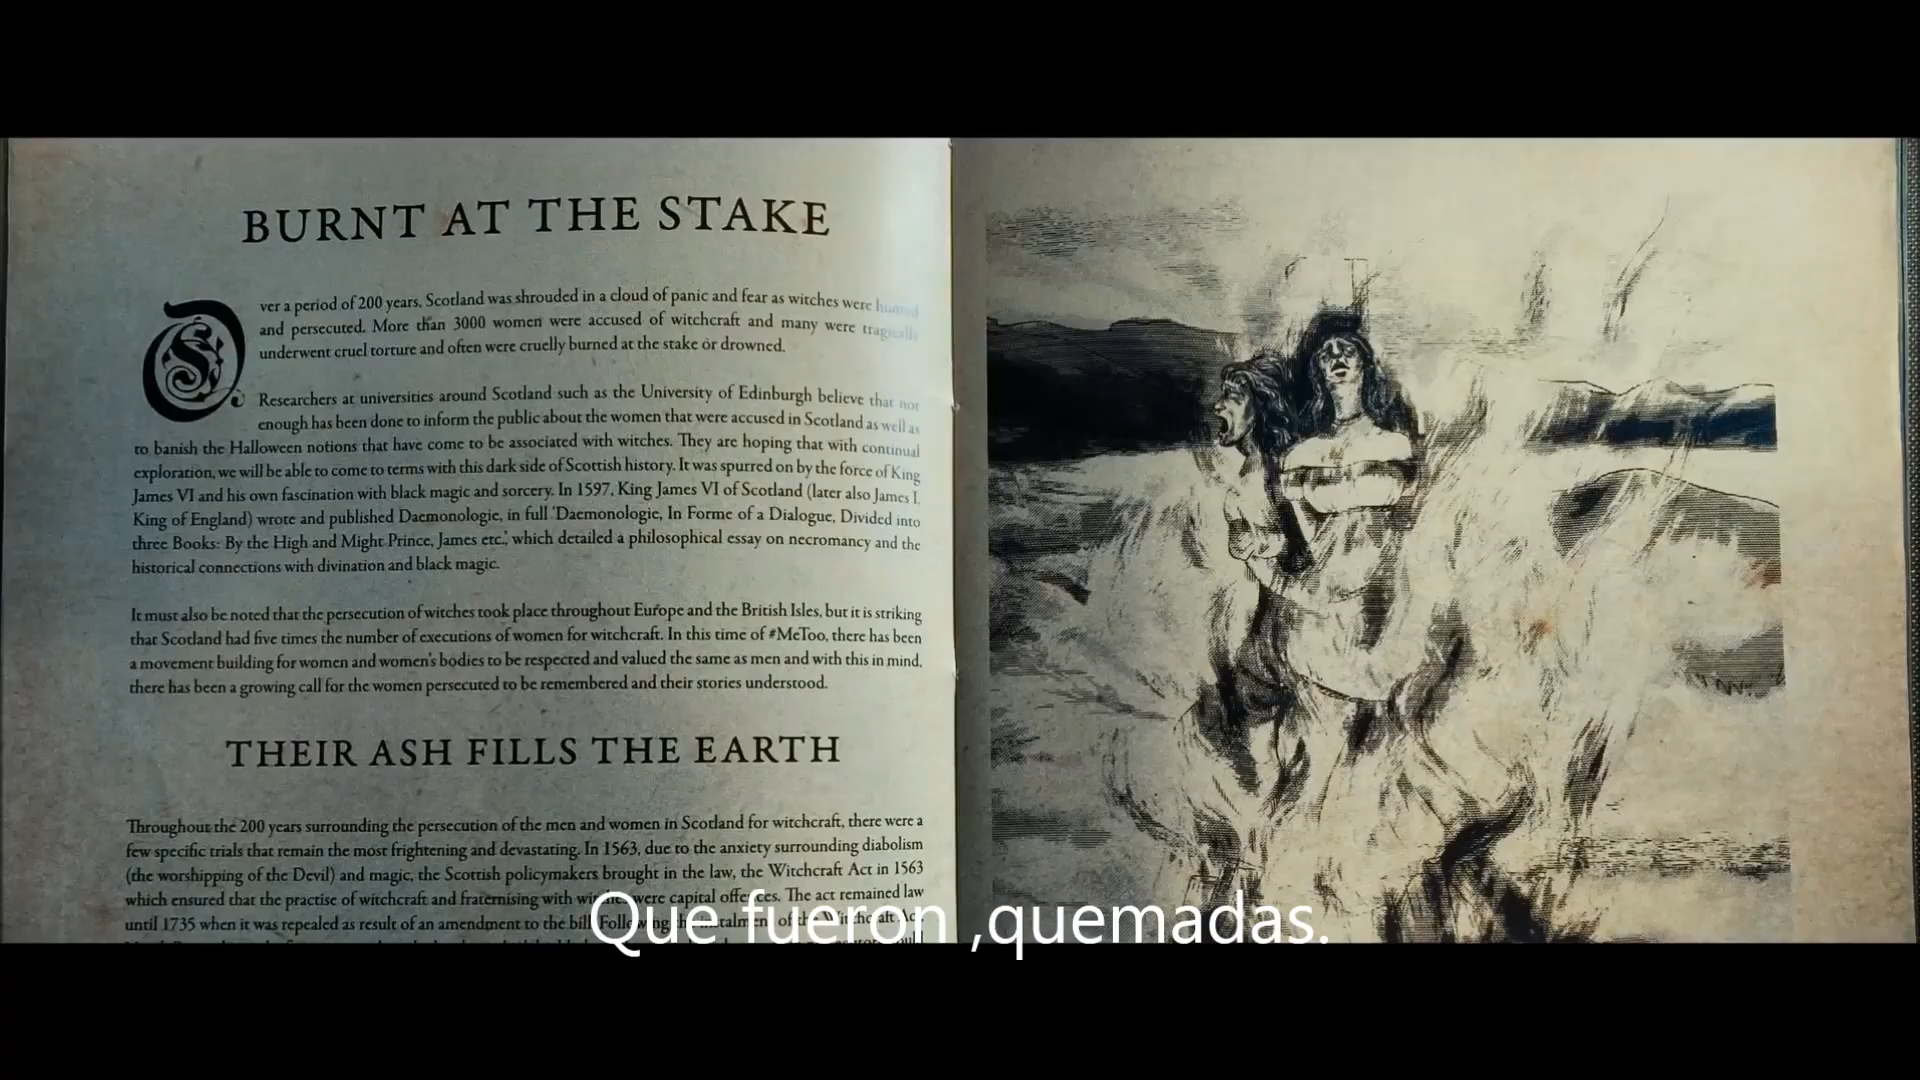 BURNT AT THE STAKE
Over a period of 200 years, Scotland was shrouded in a cloud of panic and fear as witches were hunted
and persecuted. More than 3000 women were accused of witchcraft and many were tragically
underwent cruel torture and often were cruelly burned at the stake or drowned.
Researchers at universities around Scotland such as the University of Edinburgh believe that not
enough has been done to inform the public about the women that were accused in Scotland as well as
to banish the Halloween notions that have come to be associated with witches. They are hoping that with continual
exploration, we will be able to come to terms with this dark side of Scottish history. It was spurred on by the force of King
James VI and his own fascination with black magic and sorcery. In 1597, King James VI of Scotland (later also James I,
King of England) wrote and published Daemonologie, in full 'Daemonologie, In Forme of a Dialogue, Divided into
three Books: By the High and Might Prince, James etc.', which detailed a philosophical essay on necromancy and the
historical connections with divination and black magic.
It must also be noted that the persecution of witches took place throughout Europe and the British Isles, but it is striking
that Scotland had five times the number of executions of women for witchcraft. In this time of #MeToo, there has been
a movement building for women and women's bodies to be respected and valued the same as men and with this in mind,
there has been a growing call for the women persecuted to be remembered and their stories understood.
THEIR ASH FILLS THE EARTH
Throughout the 200 years surrounding the persecution of the men and women in Scotland for witchcraft, there were a
few specific trials that remain the most frightening and devastating. In 1563, due to the anxiety surrounding diabolism
(the worshipping of the Devil) and magic, the Scottish policymakers brought in the law, the Witchcraft Act in 1563
which ensured that the practise of witchcraft and fraternising with were capital offences. The act remained law
until 1735 when it was repealed as result of an amendment to the bill. Following of the Witchcraft Act
Que fueron ,quemadas.